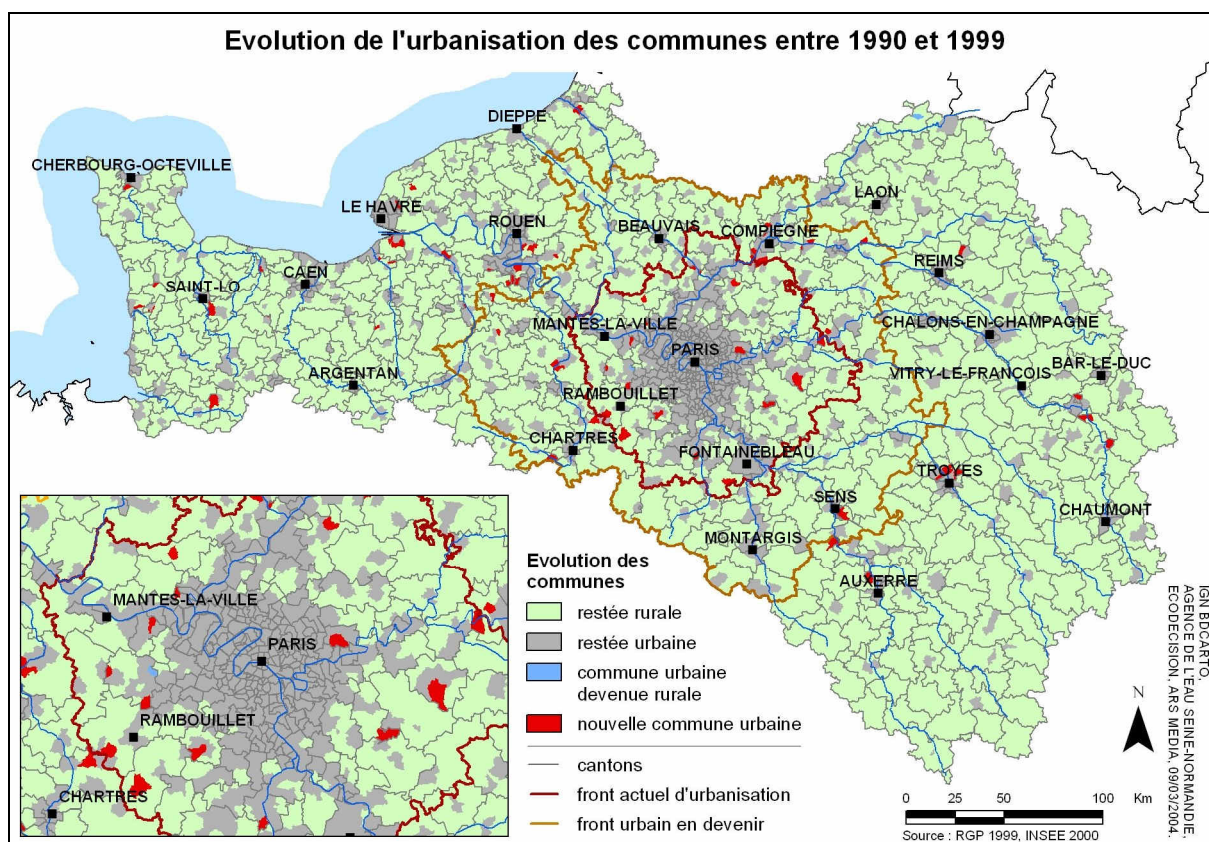 Evolution de l'urbanisation des communes entre 1990 et 1999
DIEPPE
CHERBOURG-OCTEVILLE
LAON
LE HAVRE
ROUEN
BEAUVAIS
COMPIEGNE
REIMS
CAEN
SAINT-LO
CHALONS-EN-CHAMPAGNE
MANTES-LA-VILLE
PARIS
VITRY-LE-FRANÇOIS
BAR-LE-DUC
ARGENTAN
RAMBOUILLET
CHARTRES
FONTAINEBLEAU
TROYES
SENS
CHAUMONT
MONTARGIS
AUXERRE
MANTES-LA-VILLE
PARIS
RAMBOUILLET
CHARTRES
Evolution des
communes
restée rurale
restée urbaine
commune urbaine
devenue rurale
nouvelle commune urbaine
cantons
front actuel d'urbanisation
front urbain en devenir
N
0 25 50 100 Km
Source : RGP 1999, INSEE 2000
IGN BDCARTO,
AGENCE DE L'EAU SEINE-NORMANDIE,
ECODECISION, ARS MEDIA, 09/03/2004.